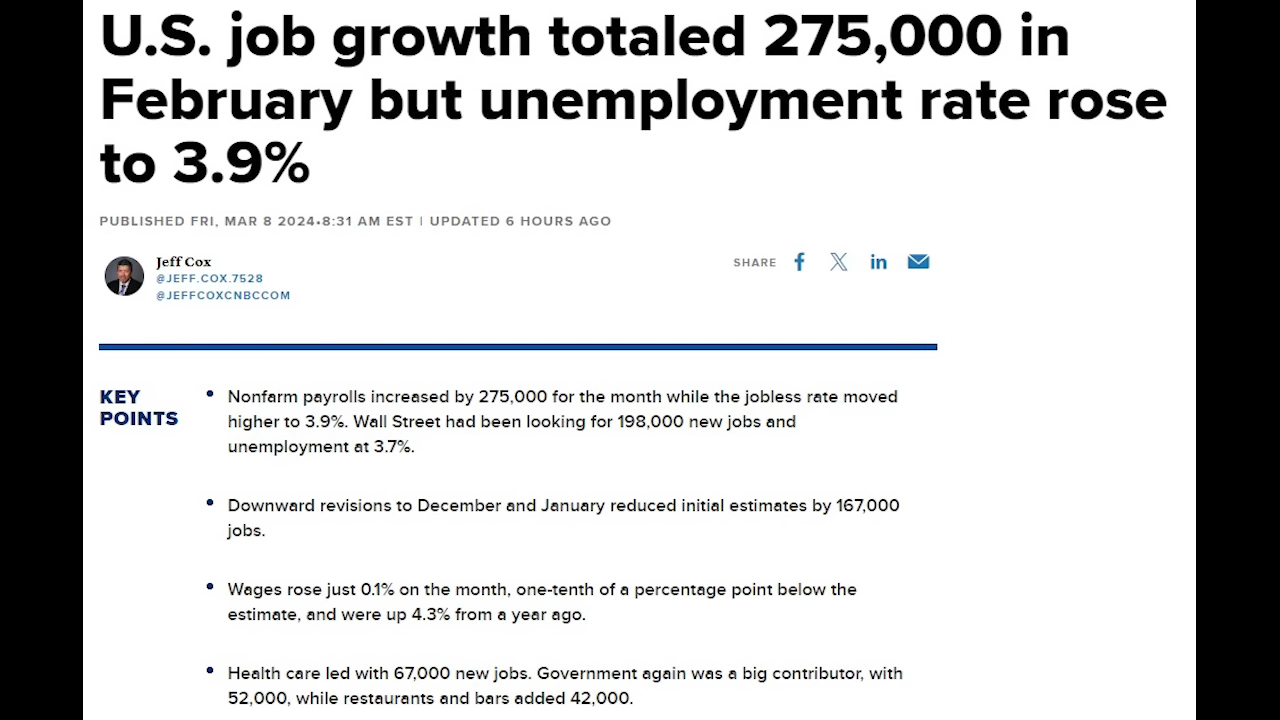 U.S. job growth totaled 275,000 in
February but unemployment rate rose
to 3.9%
PUBLISHED FRI, MAR 8 2024•8:31 AM EST | UPDATED 6 HOURS AGO
Jeff Cox
@JEFF.COX.7528
@JEFFCOXCNBCCOM
SHARE
KEY
POINTS
• Nonfarm payrolls increased by 275,000 for the month while the jobless rate moved
higher to 3.9%. Wall Street had been looking for 198,000 new jobs and
unemployment at 3.7%.
• Downward revisions to December and January reduced initial estimates by 167,000
jobs.
• Wages rose just 0.1% on the month, one-tenth of a percentage point below the
estimate, and were up 4.3% from a year ago.
• Health care led with 67,000 new jobs. Government again was a big contributor, with
52,000, while restaurants and bars added 42,000.